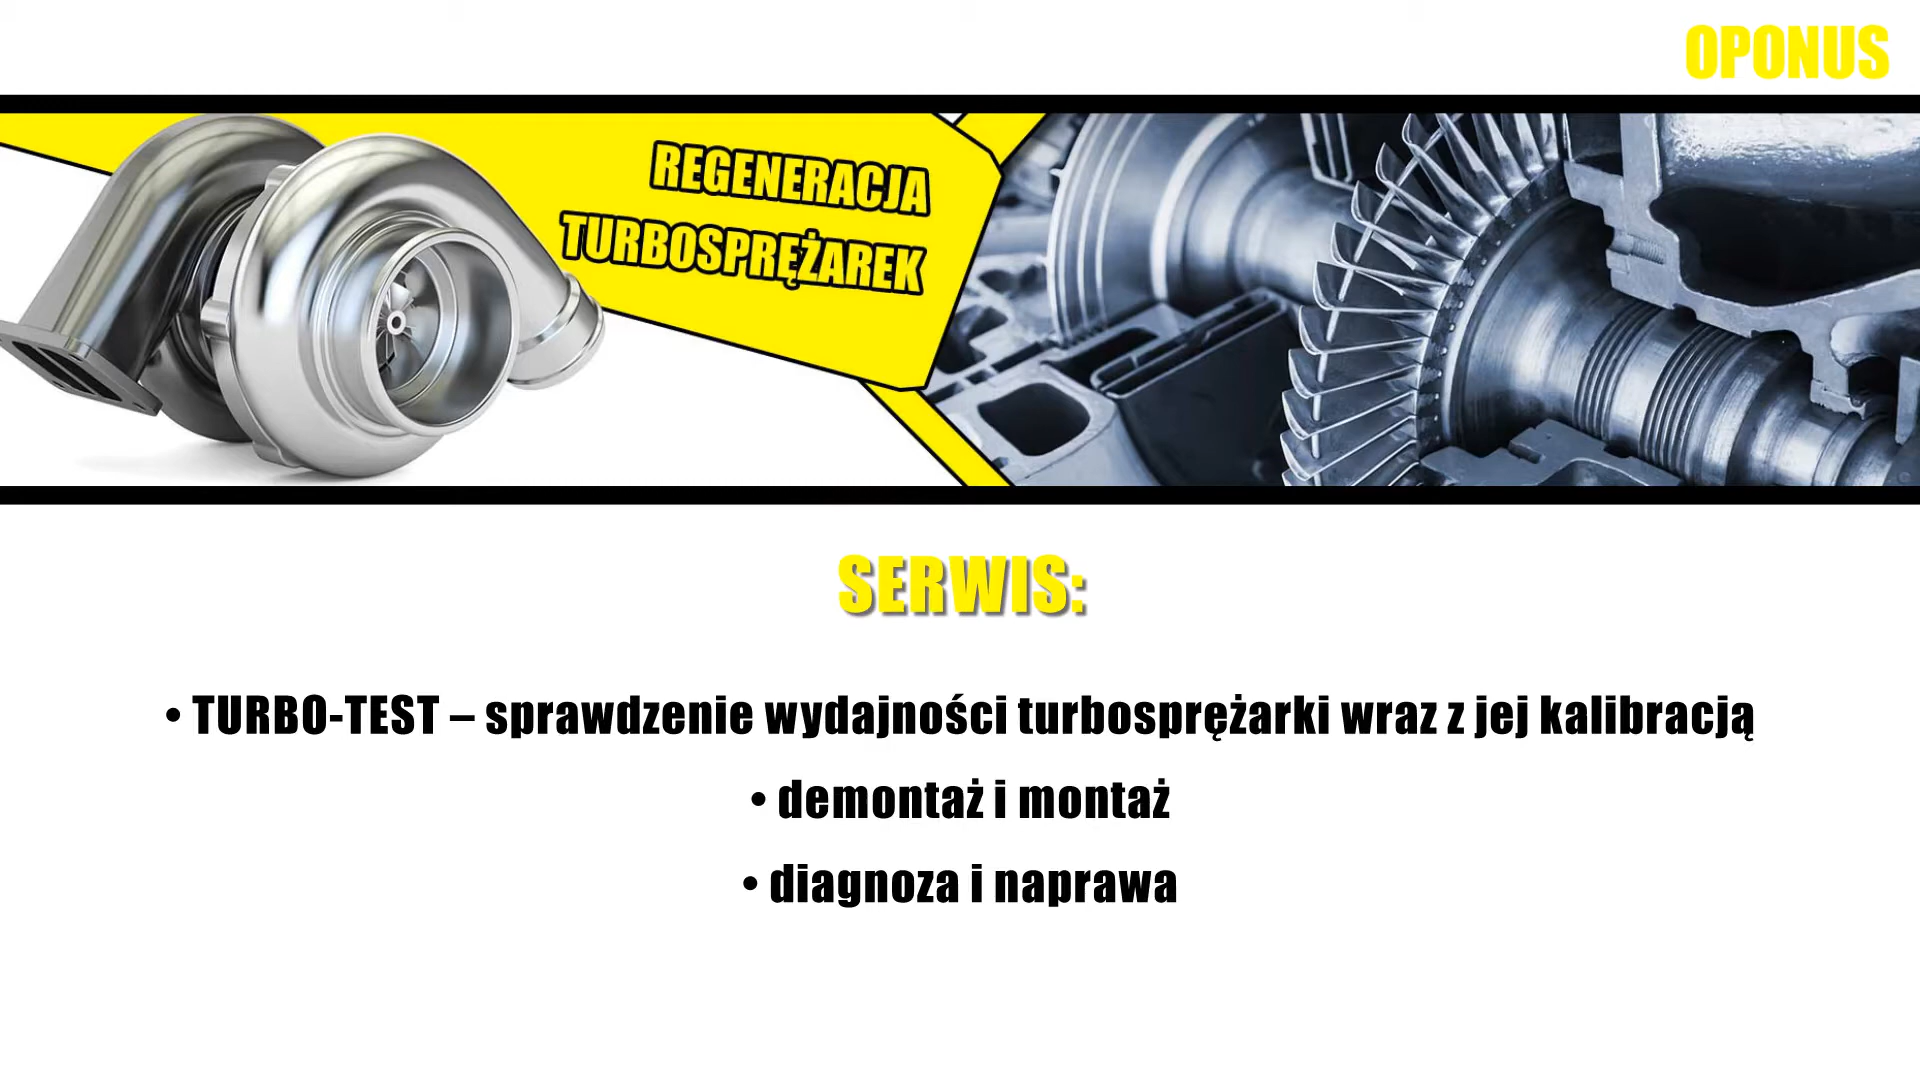 OPONUS
REGENERACJA
TURBOSPRĘŻAREK
SERWIS:
• TURBO-TEST – sprawdzenie wydajności turbosprężarki wraz z jej kalibracją
• demontaż i montaż
• diagnoza i naprawa